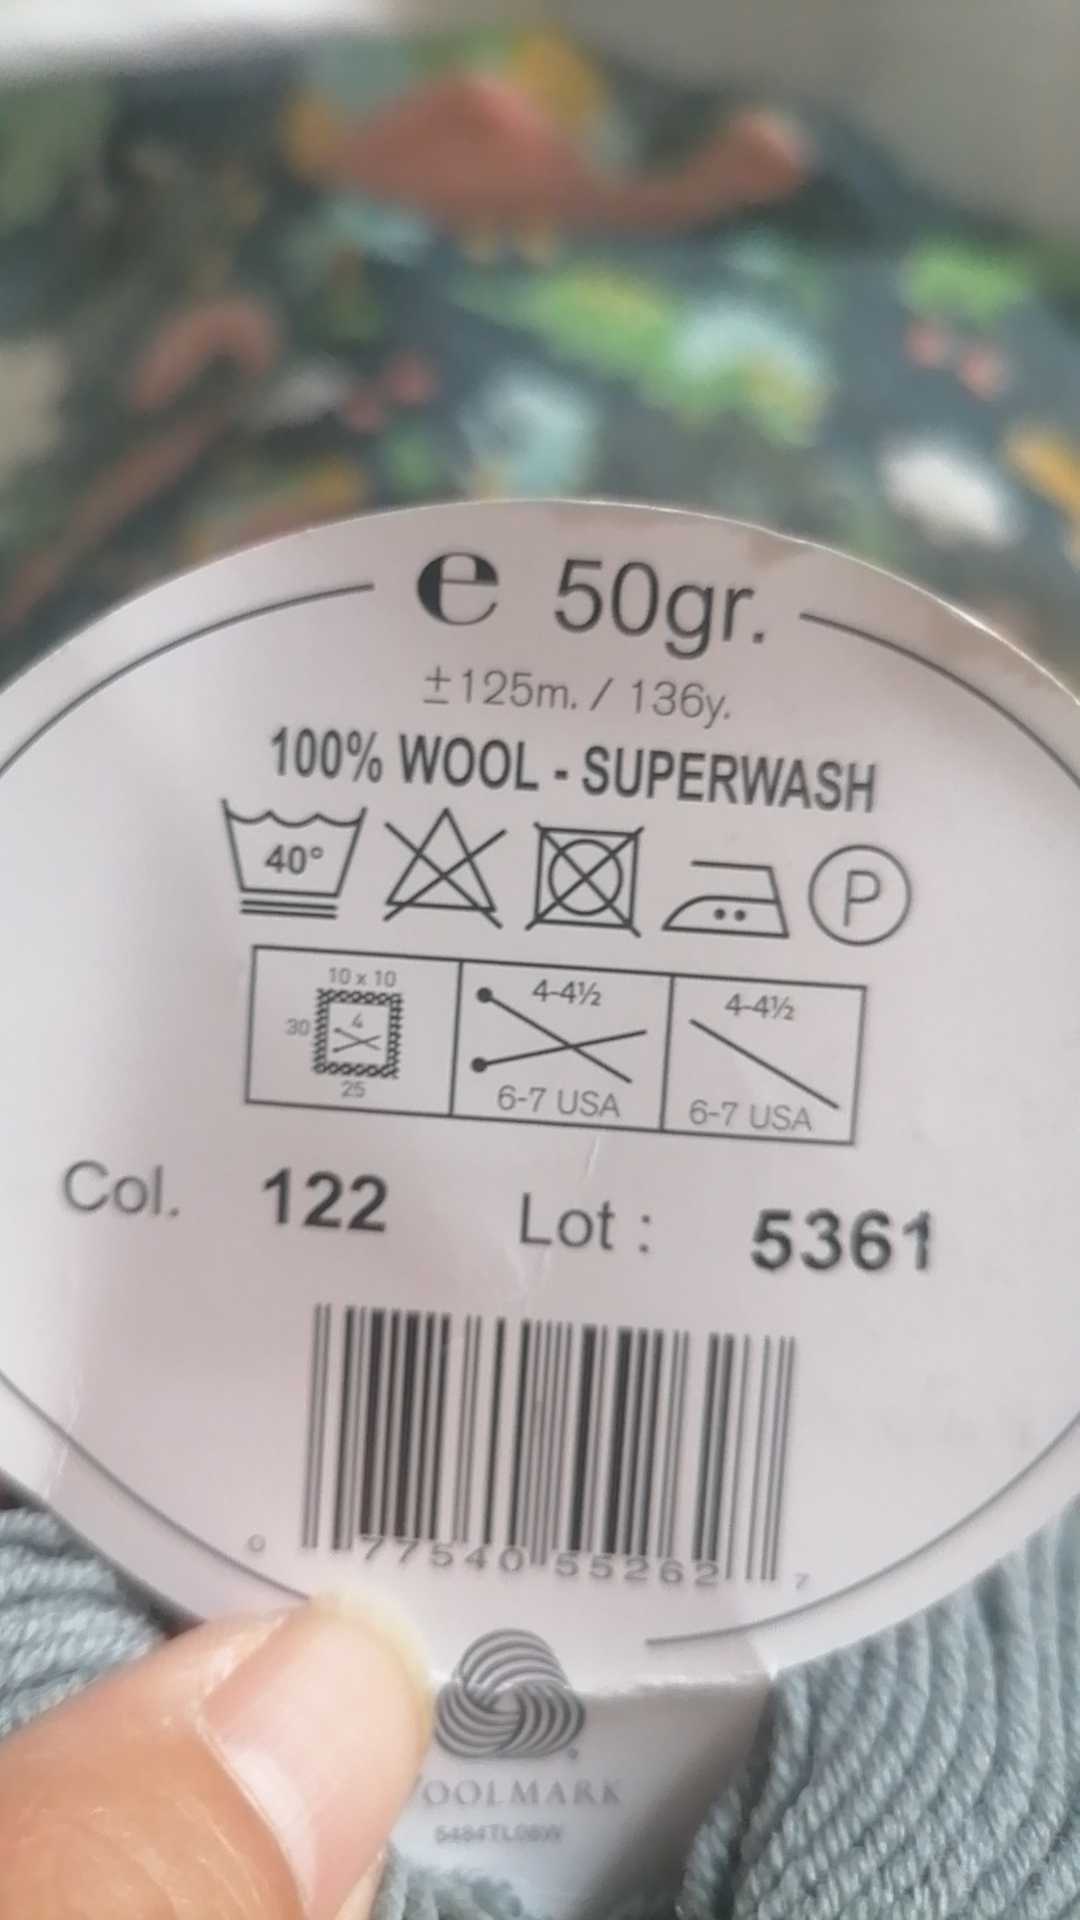 e 50gr.
±125m. / 136y.
100% WOOL - SUPERWASH
40° P
10 x 10
30 4
25
4-4½
6-7 USA
4-4½
6-7 USA
Col. 122 Lot : 5361
0 77540 55262 7
OOLMARK